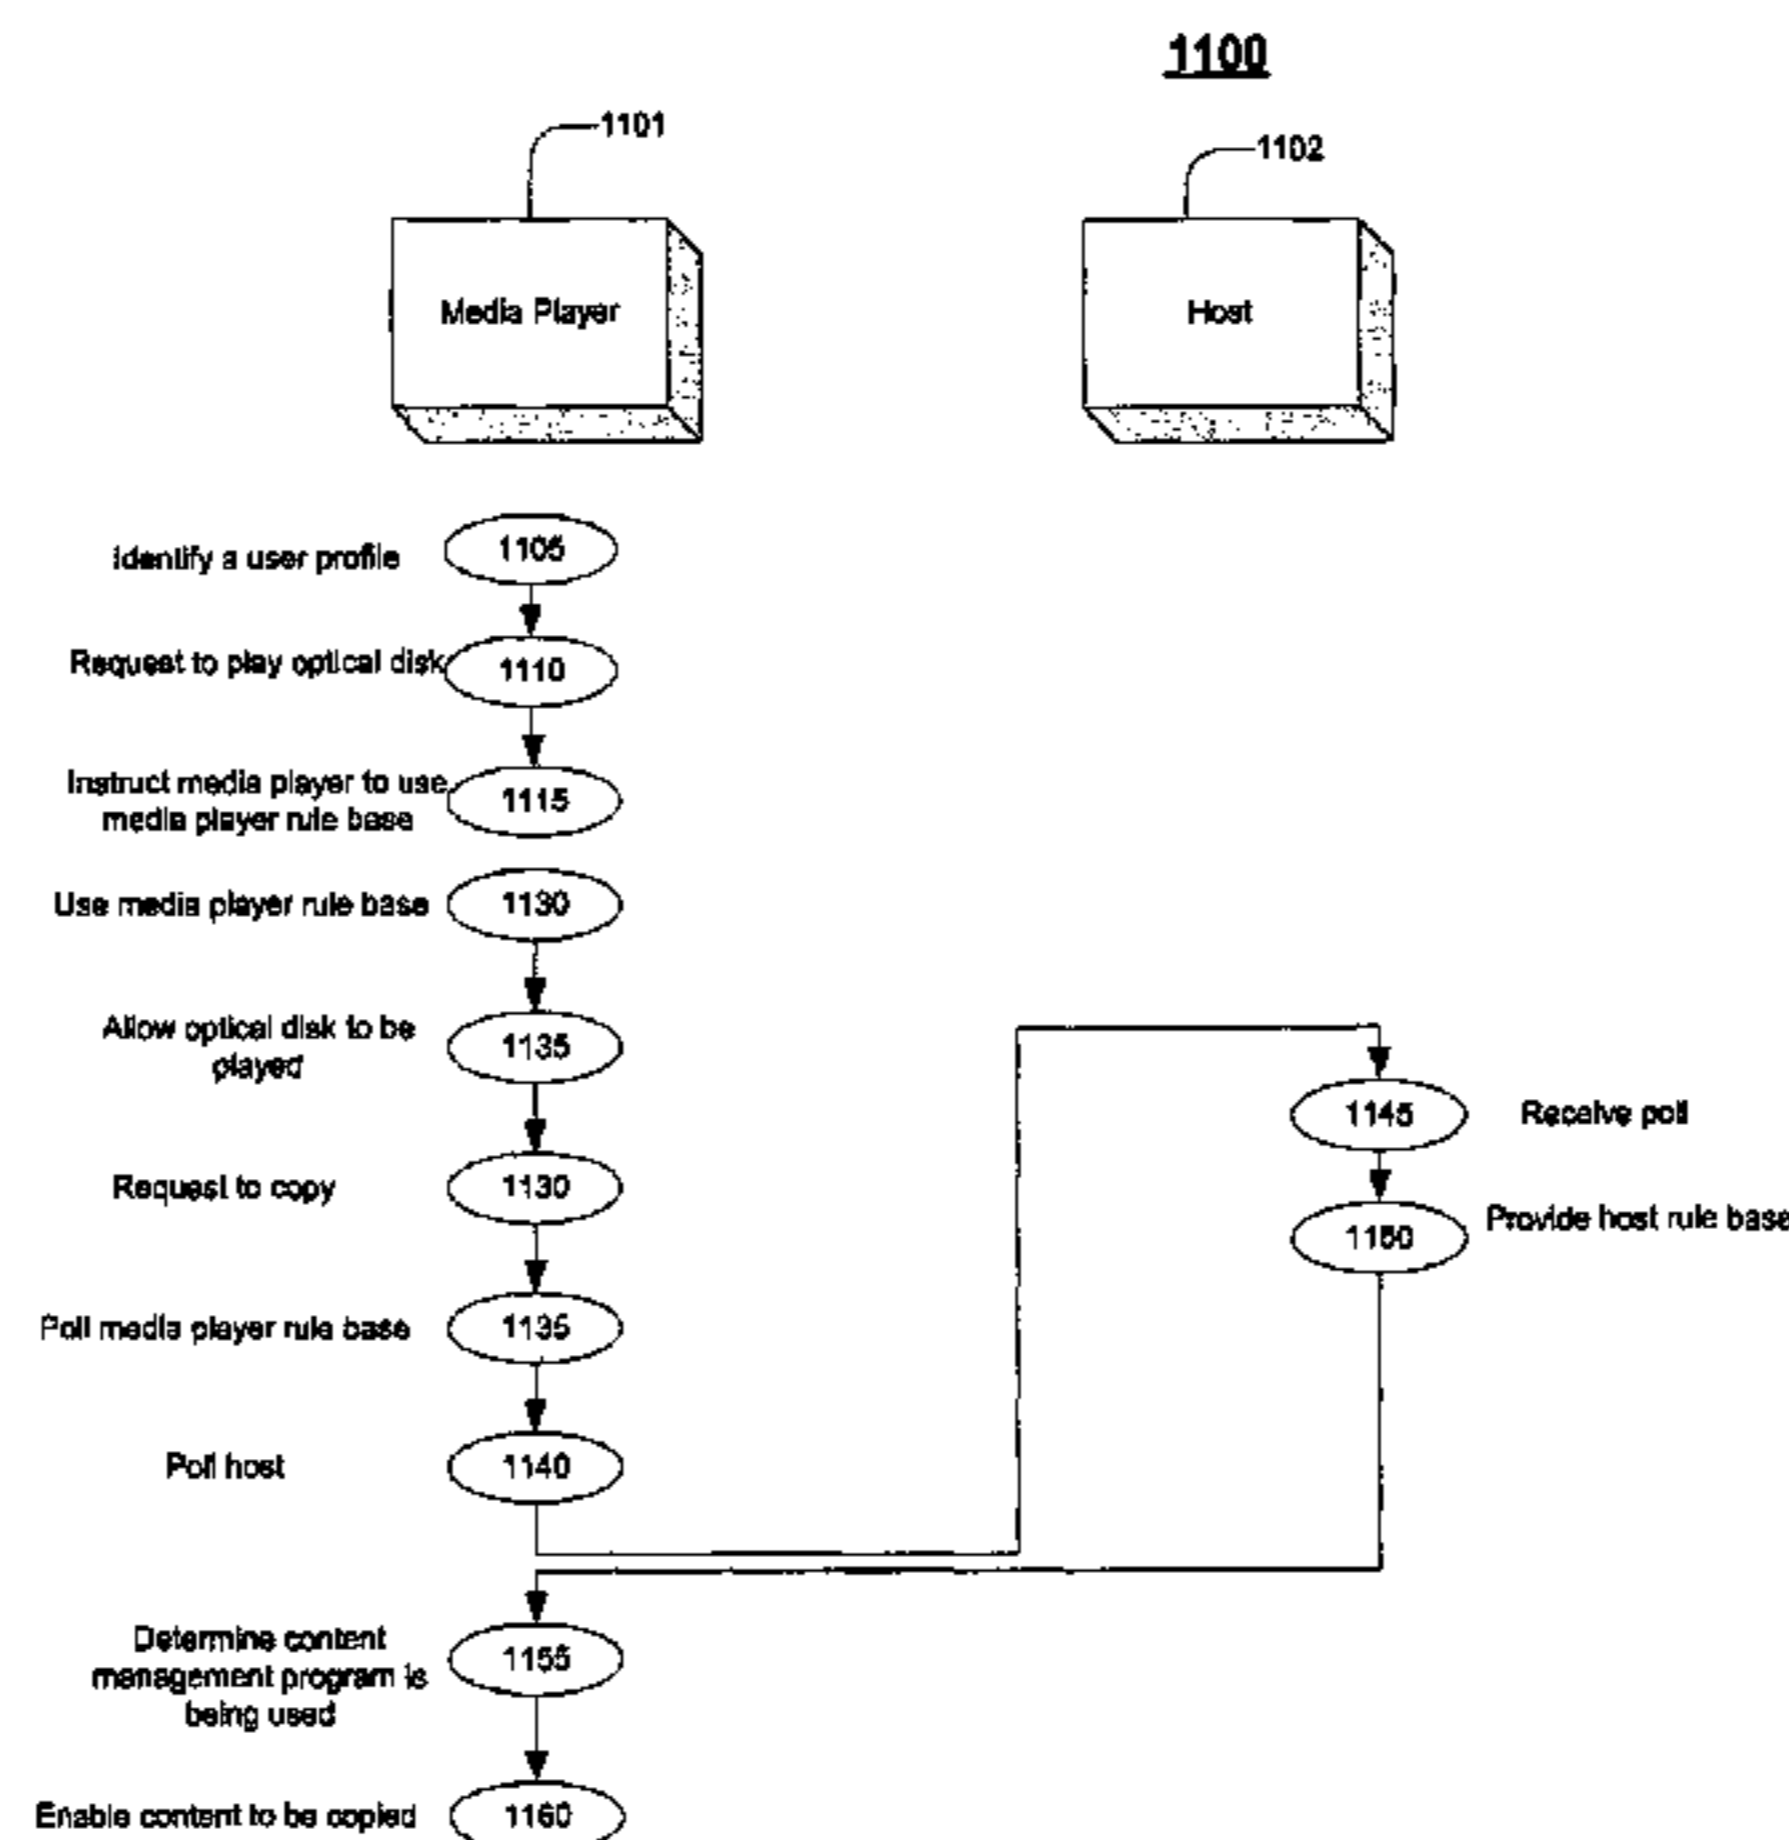 1100
1101
1102
Media Player
Host
Identify a user profile
1105
Request to play optical disk
1110
Instruct media player to use
media player rule base
1115
Use media player rule base
1130
Allow optical disk to be
played
1135
Request to copy
1130
Poll media player rule base
1135
Poll host
1140
1145
Receive poll
1150
Provide host rule base
Determine content
management program is
being used
1155
Enable content to be copied
1160